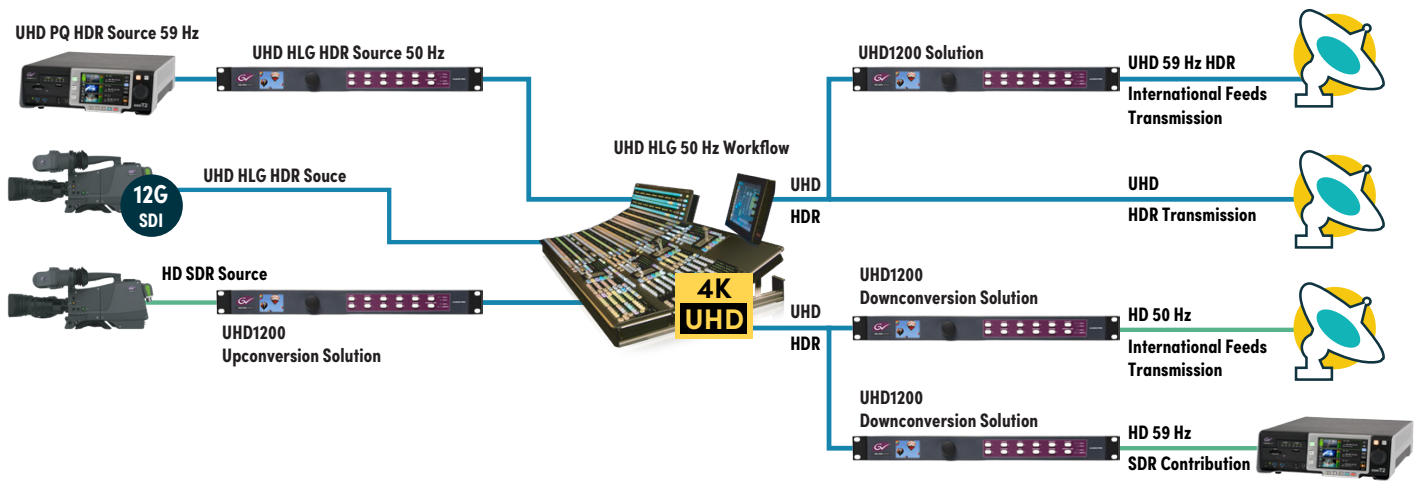 UHD PQ HDR Source 59 Hz
UHD HLG HDR Source 50 Hz
12G
SDI
UHD HLG HDR Souce
HD SDR Source
UHD1200
Upconversion Solution
UHD HLG 50 Hz Workflow
4K
UHD
UHD
HDR
UHD
HDR
UHD1200 Solution
UHD 59 Hz HDR
International Feeds
Transmission
UHD
HDR Transmission
UHD1200
Downconversion Solution
HD 50 Hz
International Feeds
Transmission
UHD1200
Downconversion Solution
HD 59 Hz
SDR Contribution